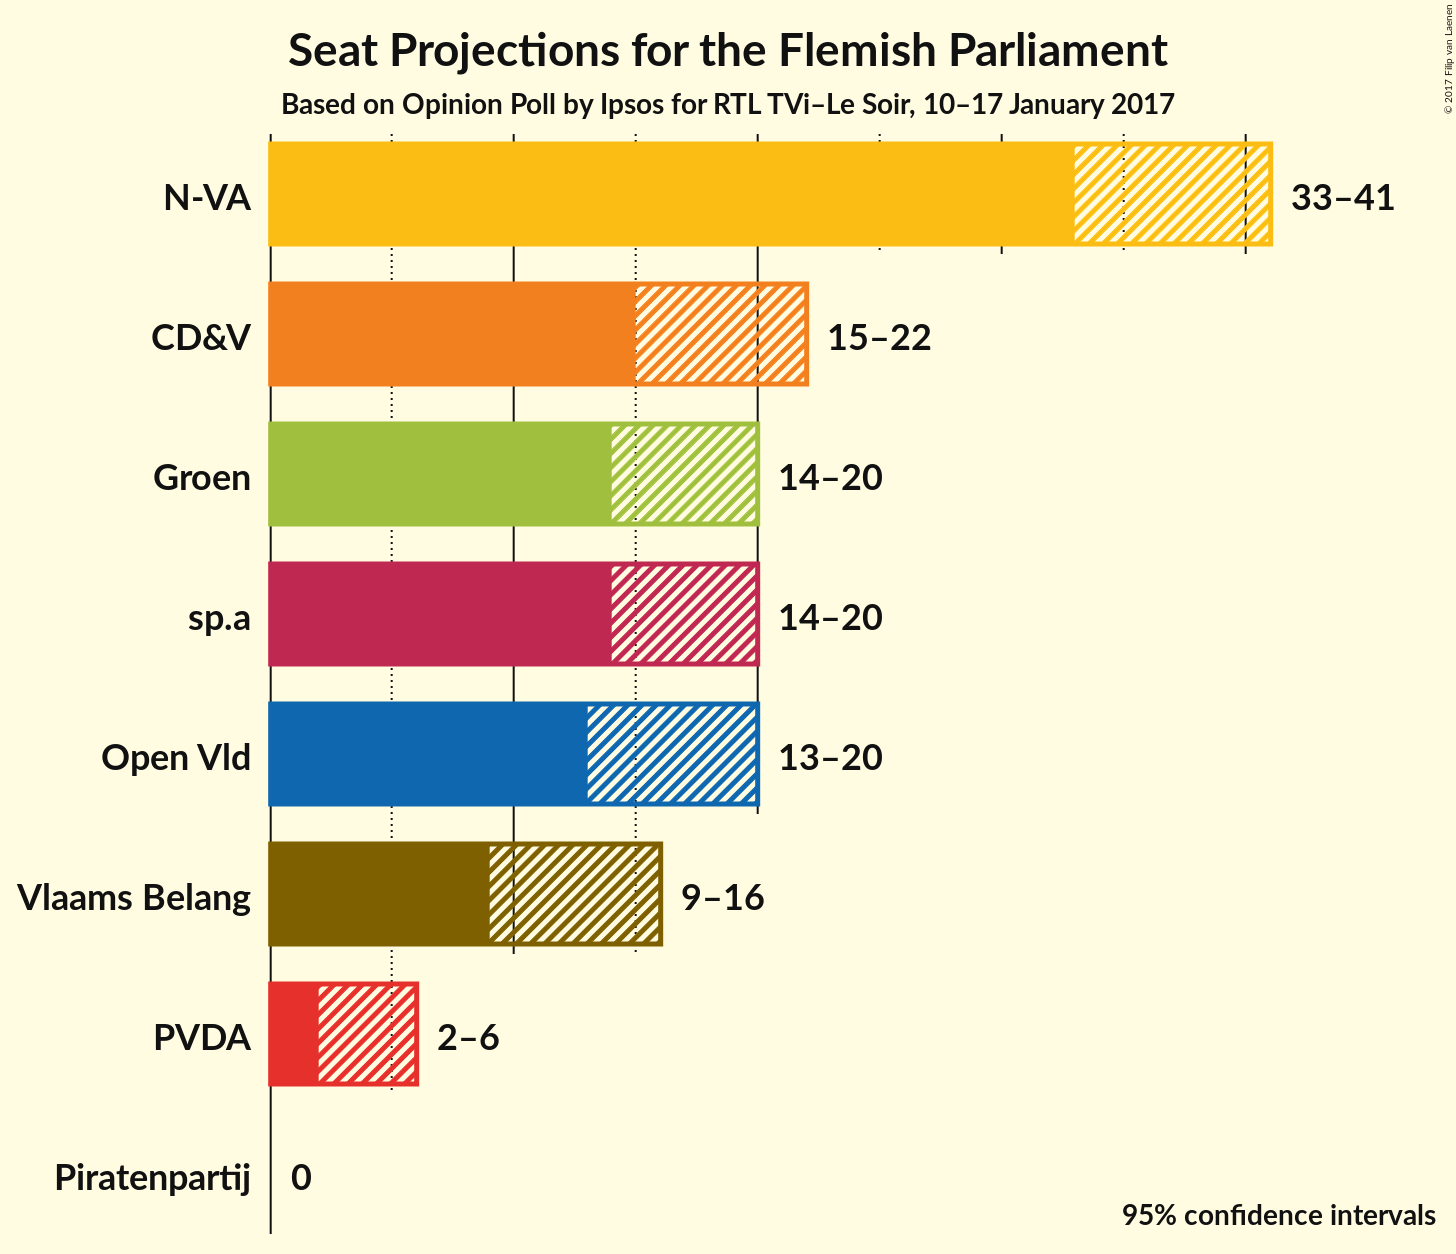 Seat Projections for the Flemish Parliament
Based on Opinion Poll by Ipsos for RTL TVi–Le Soir, 10–17 January 2017
© 2017 Filip van Laenen
N-VA 33–41
CD&V 15–22
Groen 14–20
sp.a 14–20
Open Vld 13–20
Vlaams Belang 9–16
PVDA 2–6
Piratenpartij 0
95% confidence intervals